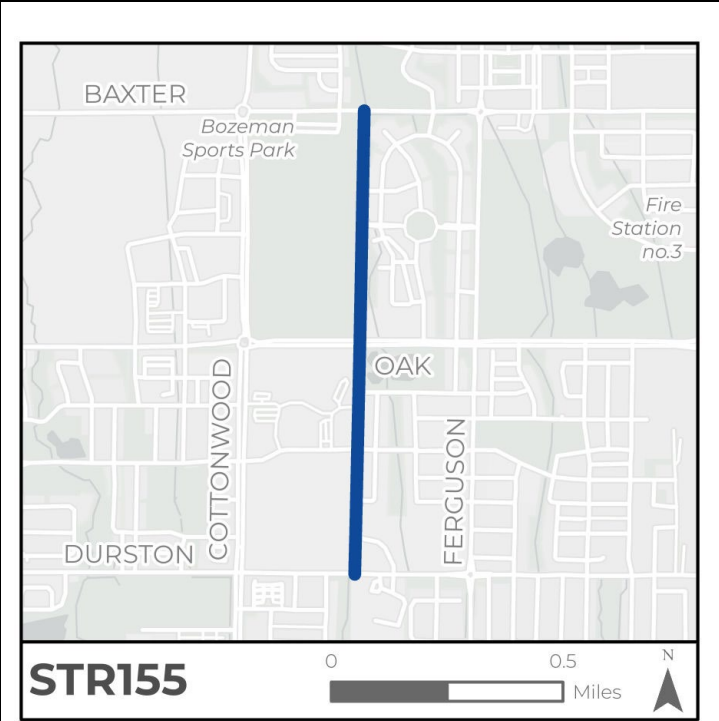 BAXTER
Bozeman
Sports Park
Fire
Station
no.3
OAK
COTTONWOOD
FERGUSON
DURSTON
STR155
0 0.5
Miles
N